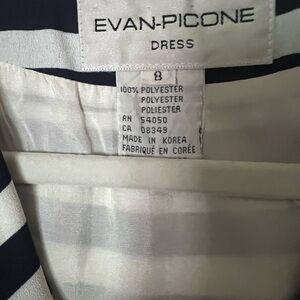 EVAN-PICONE
DRESS
8
100% POLYESTER
POLYESTER
POLIESTER
RN 54050
CA 08349
MADE IN KOREA
FABRIQUÉ EN CORÉE